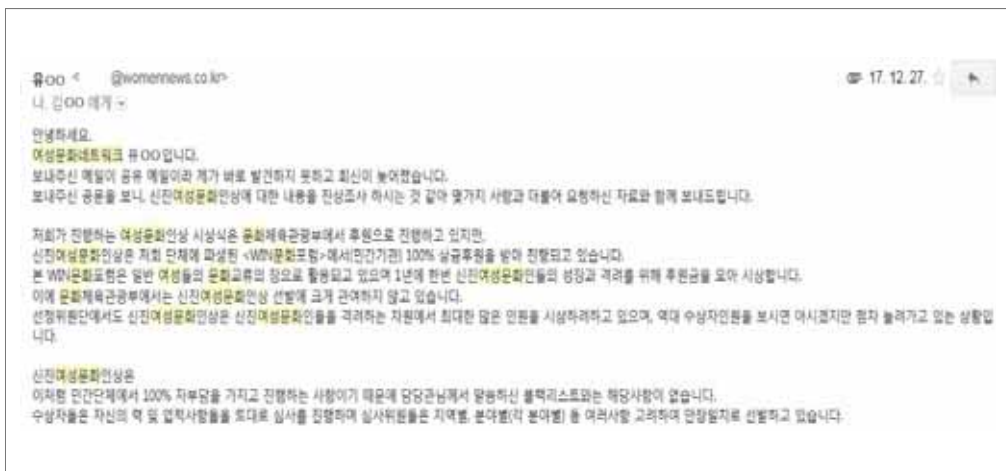 유OO < @womennews.co.kr>
17. 12. 27.
나, 김OO 에게
안녕하세요.
여성문화네트워크 유OO입니다.
보내주신 메일이 공유 메일이라 제가 바로 발견하지 못하고 회신이 늦어졌습니다.
보내주신 공문을 보니, 신진여성문화인상에 대한 내용을 진상조사 하시는 것 같아 몇가지 사항과 더불어 요청하신 자료와 함께 보내드립니다.
저희가 진행하는 여성문화인상 시상식은 문화체육관광부에서 후원으로 진행하고 있지만,
신진여성문화인상은 저희 단체에 파생된 <WIN문화포럼>에서(민간기관) 100% 상금후원을 받아 진행되고 있습니다.
본 WIN문화포럼은 일반 여성들의 문화교류의 장으로 활용되고 있으며 1년에 한번 신진여성문화인들의 성장과 격려를 위해 후원금을 모아 시상합니다.
이에 문화체육관광부에서는 신진여성문화인상 선발에 크게 관여하지 않고 있습니다.
선정위원단에서도 신진여성문화인상은 신진여성문화인들을 격려하는 차원에서 최대한 많은 인원을 시상하려하고 있으며, 역대 수상자인원을 보시면 아시겠지만 점차 늘려가고 있는 상황입
니다.
신진여성문화인상은
이처럼 민간단체에서 100% 자부담을 가지고 진행하는 사항이기 때문에 담당관님께서 말씀하신 블랙리스트와는 해당사항이 없습니다.
수상자들은 자신의 력 및 업적사항들을 토대로 심사를 진행하며 심사위원들은 지역별, 분야별(각 분야별) 등 여러사항 고려하여 만장일치로 선발하고 있습니다.